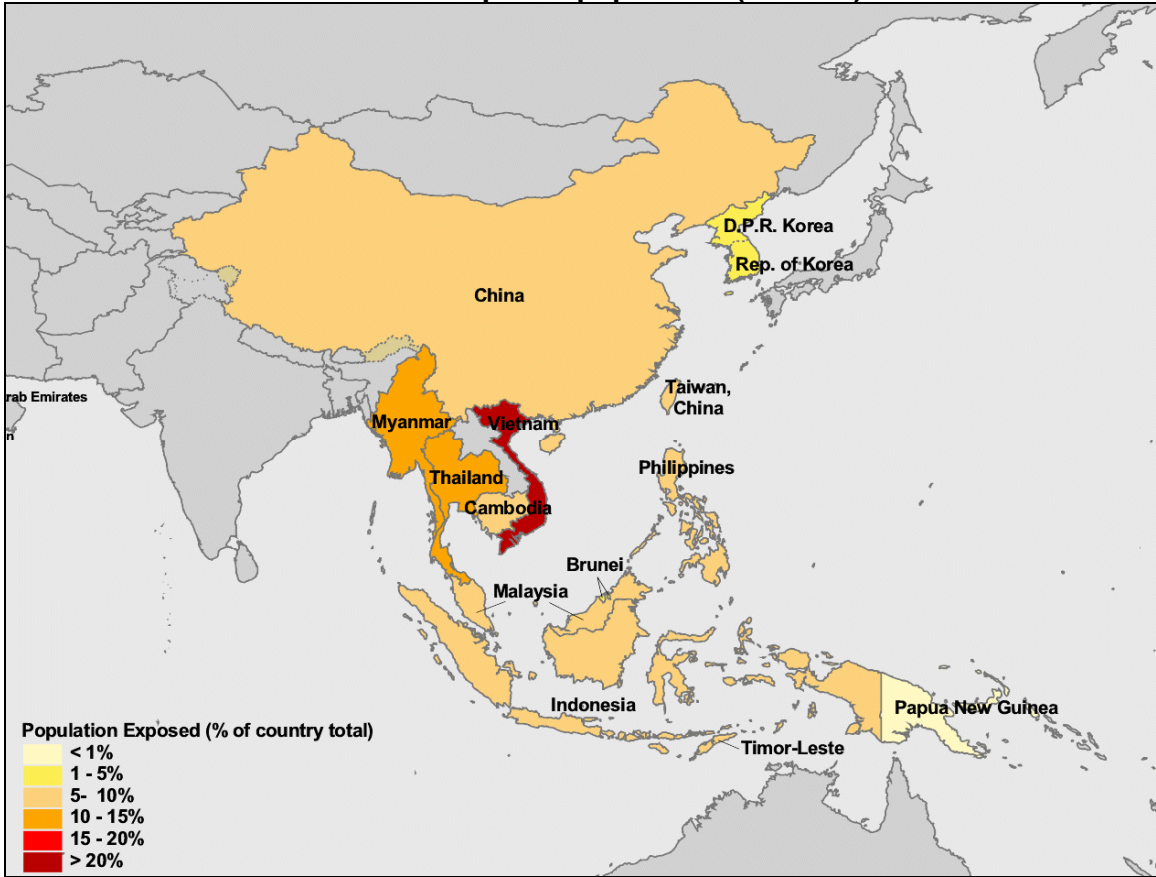 D.P.R. Korea
Rep. of Korea
China
Taiwan,
China
rab Emirates
n
Myanmar
Vietnam
Philippines
Thailand
Cambodia
Brunei
Malaysia
Indonesia
Papua New Guinea
Timor-Leste
Population Exposed (% of country total)
< 1%
1 - 5%
5- 10%
10 - 15%
15 - 20%
> 20%